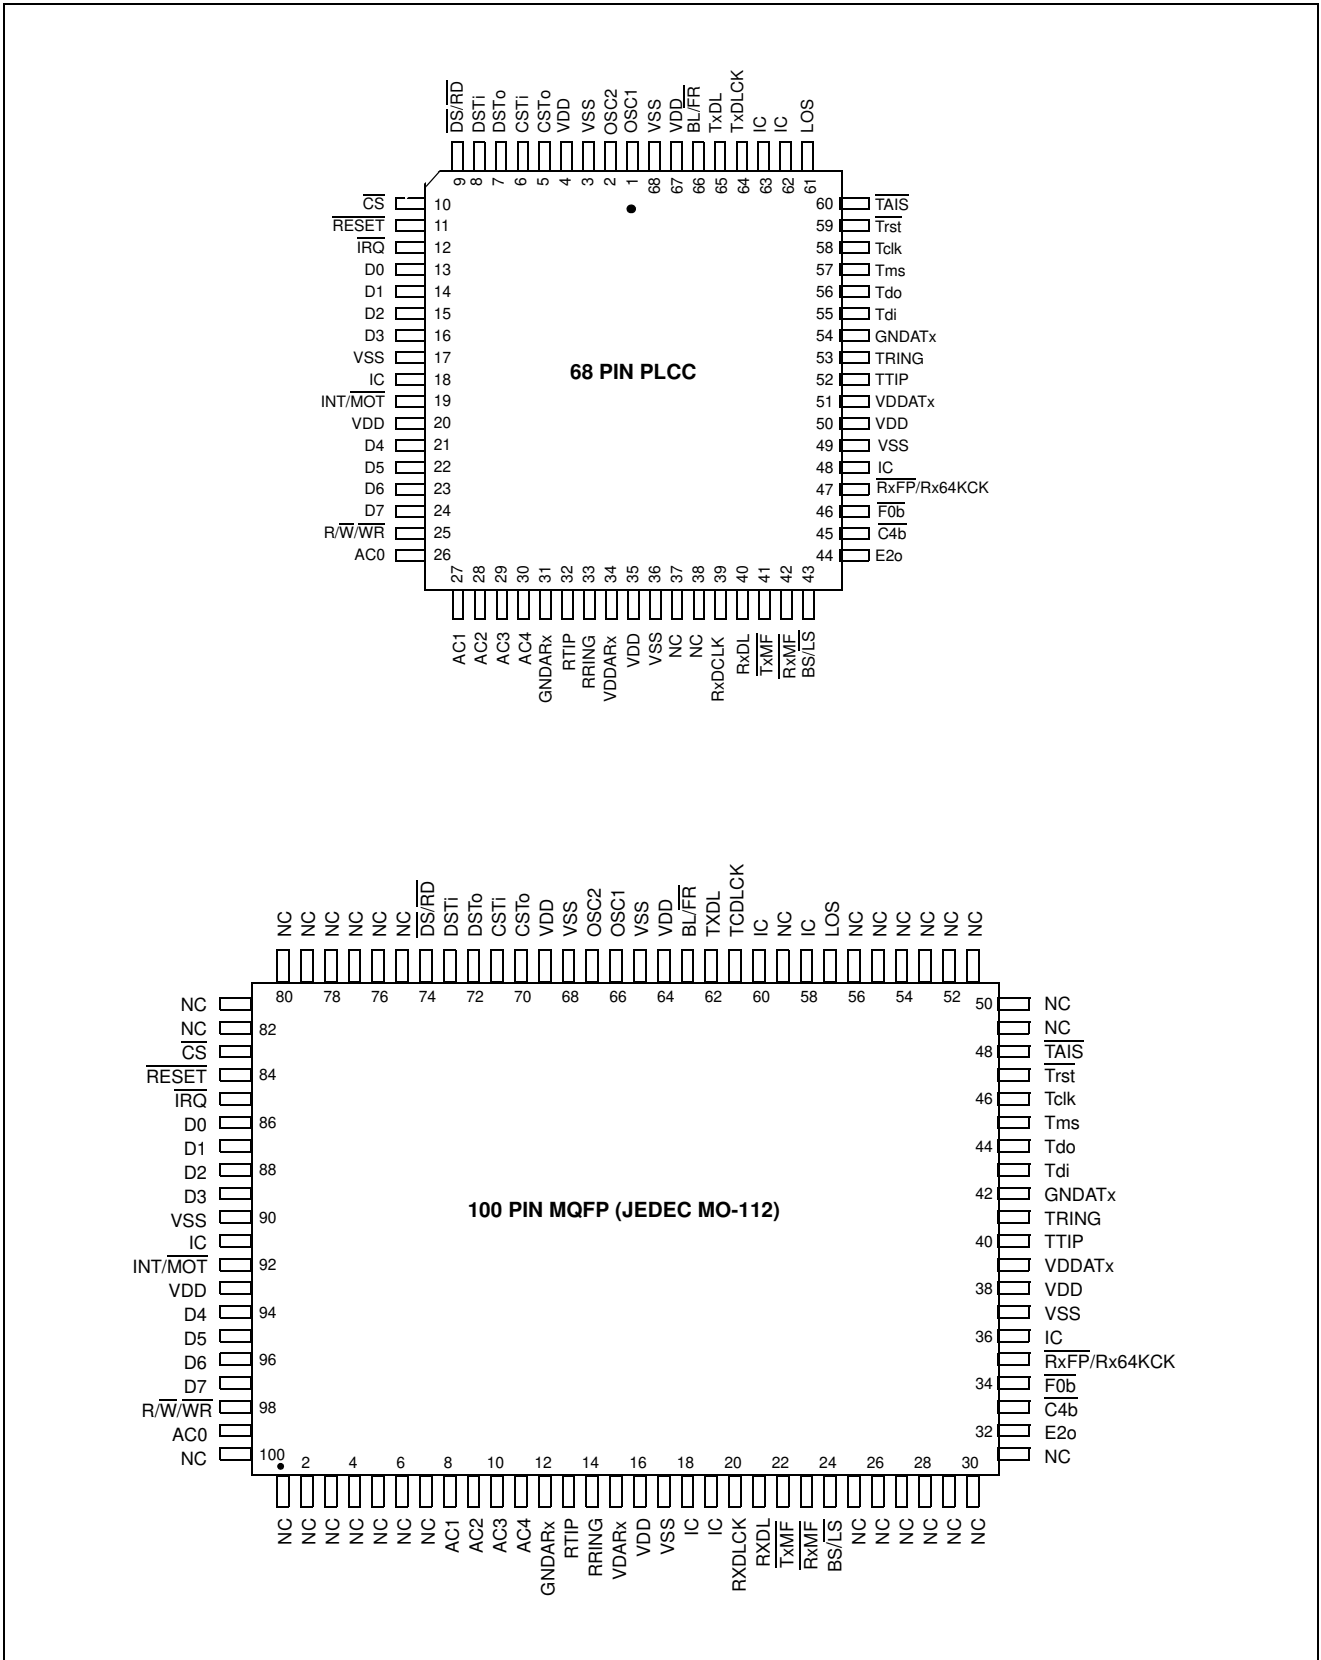 DS/RD DSTi DSTo CSTi CSTo VDD VSS OSC2 OSC1 VSS VDD BL/FR TxDL TxDLCK IC IC LOS
9 8 7 6 5 4 3 2 1 68 67 66 65 64 63 62 61
CS 10 60 TAIS
RESET 11 59 Trst
IRQ 12 58 Tclk
D0 13 57 Tms
D1 14 56 Tdo
D2 15 55 Tdi
D3 16 54 GNDATx
VSS 17 53 TRING
68 PIN PLCC
IC 18 52 TTIP
INT/MOT 19 51 VDDATx
VDD 20 50 VDD
D4 21 49 VSS
D5 22 48 IC
D6 23 47 RxFP/Rx64KCK
D7 24 46 F0b
R/W/WR 25 45 C4b
AC0 26 44 E2o
27 28 29 30 31 32 33 34 35 36 37 38 39 40 41 42 43
AC1 AC2 AC3 AC4 GNDARx RTIP RRING VDDARx VDD VSS NC NC RxDCLK RxDL TxMF RxMF BS/LS
NC NC NC NC NC NC DS/RD DSTi DSTo CSTi CSTo VDD VSS OSC2 OSC1 VSS VDD BL/FR TXDL TCDLCK IC NC IC LOS NC NC NC NC NC NC
80 78 76 74 72 70 68 66 64 62 60 58 56 54 52
NC 50 NC
NC 82 NC
CS 48 TAIS
RESET 84 Trst
IRQ 46 Tclk
D0 86 Tms
D1 44 Tdo
D2 88 Tdi
D3 42 GNDATx
100 PIN MQFP (JEDEC MO-112)
VSS 90 TRING
IC 40 TTIP
INT/MOT 92 VDDATx
VDD 38 VDD
D4 94 VSS
D5 36 IC
D6 96 RxFP/Rx64KCK
D7 34 F0b
R/W/WR 98 C4b
AC0 32 E2o
NC 100 NC
2 4 6 8 10 12 14 16 18 20 22 24 26 28 30
NC NC NC NC NC NC NC AC1 AC2 AC3 AC4 GNDARx RTIP RRING VDARx VDD VSS IC IC RXDLCK RXDL TxMF RxMF BS/LS NC NC NC NC NC NC